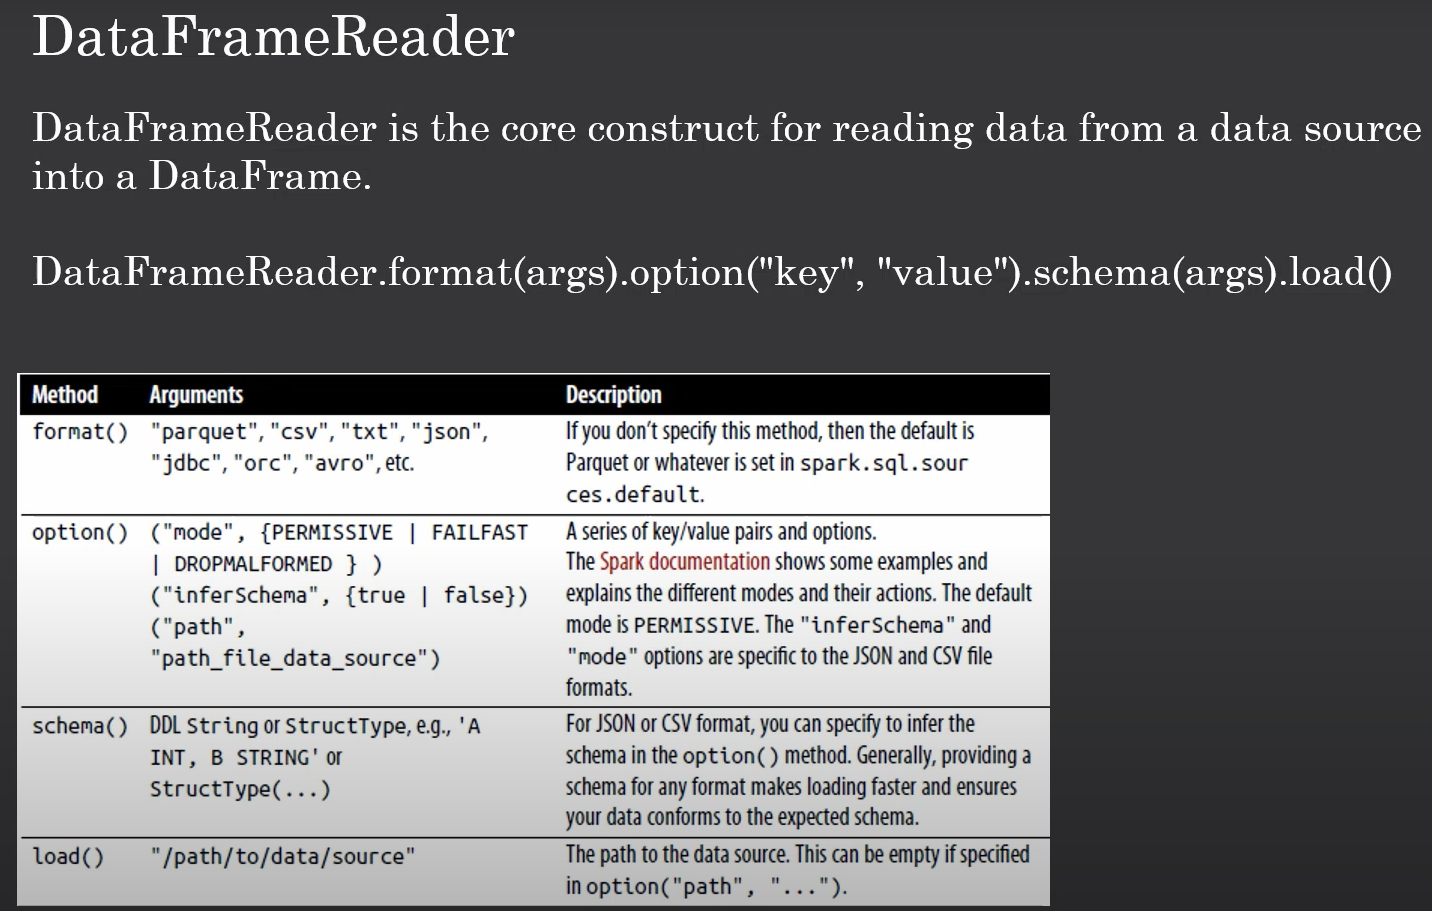 DataFrameReader
DataFrameReader is the core construct for reading data from a data source
into a DataFrame.
DataFrameReader.format(args).option("key", "value").schema(args).load()
Method Arguments Description
format() "parquet", "csv", "txt", "json", If you don't specify this method, then the default is
"jdbc", "orc", "avro", etc. Parquet or whatever is set in spark.sql.sour
ces.default.
option() ("mode", {PERMISSIVE | FAILFAST A series of key/value pairs and options.
| DROPMALFORMED } ) The Spark documentation shows some examples and
("inferSchema", {true | false}) explains the different modes and their actions. The default
("path", mode is PERMISSIVE. The "inferSchema" and
"path_file_data_source") "mode" options are specific to the JSON and CSV file
formats.
schema() DDL String or StructType, e.g., 'A For JSON or CSV format, you can specify to infer the
INT, B STRING' or schema in the option() method. Generally, providing a
StructType(...) schema for any format makes loading faster and ensures
your data conforms to the expected schema.
load() "/path/to/data/source" The path to the data source. This can be empty if specified
in option("path", "...").